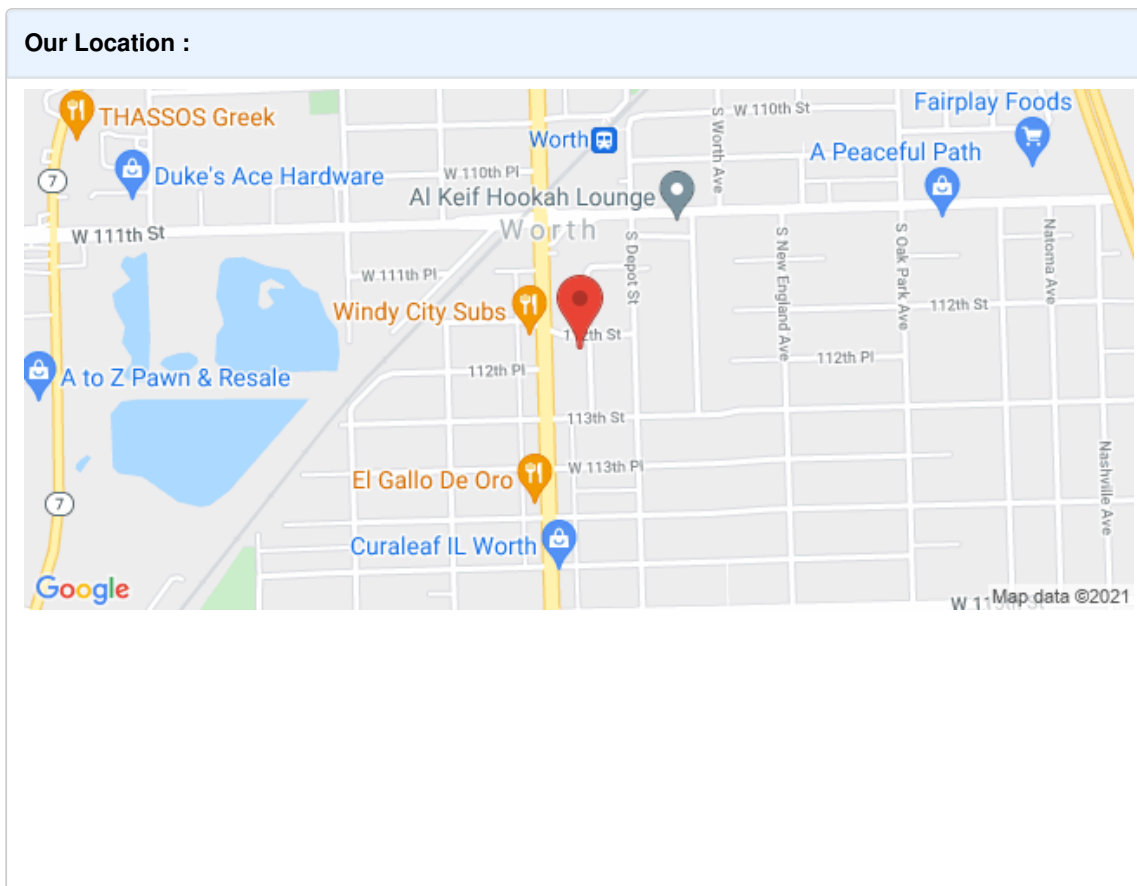 Our Location :
THASSOS Greek
Duke's Ace Hardware
7
W 111th St
W 110th Pl
Worth
W 110th St
S Worth Ave
Fairplay Foods
A Peaceful Path
Al Keif Hookah Lounge
Worth
S Depot St
W 111th Pl
Windy City Subs
S New England Ave
S Oak Park Ave
Natoma Ave
112th St
112th Pl
112th Pl
A to Z Pawn & Resale
113th St
W 113th Pl
El Gallo De Oro
Nashville Ave
7
Curaleaf IL Worth
Google
Map data ©2021